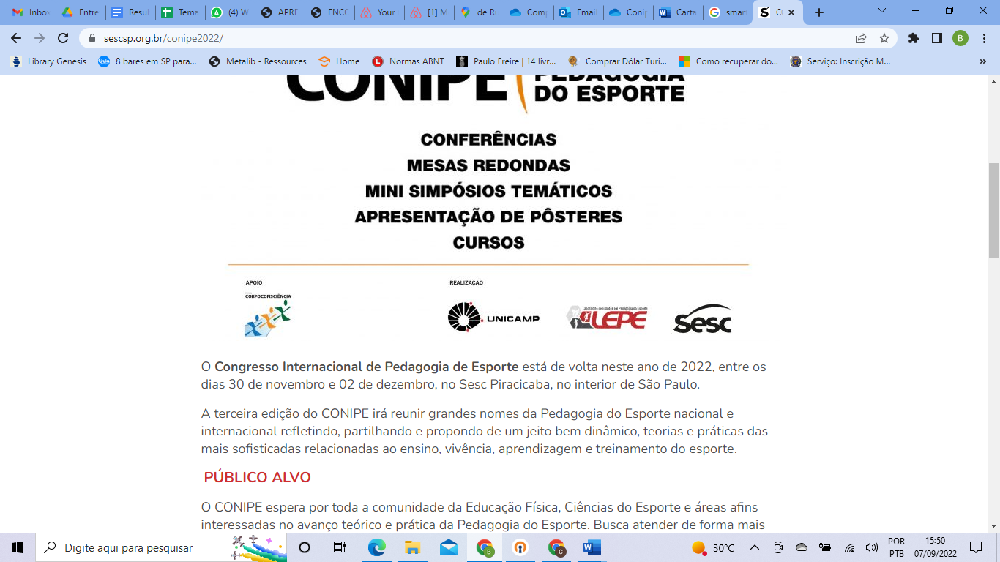 Inbo
Entre
Resul
Tema
(4) W
APRE
ENCC
Your
[1] M
de Ru
Comp
Email
Conip
Carta
smart
C
sescsp.org.br/conipe2022/
B
Library Genesis
8 bares em SP para...
Metalib - Ressources
Home
Normas ABNT
Paulo Freire | 14 livr...
Comprar Dólar Turi...
Como recuperar do...
Serviço: Inscrição M...
»
CONIPE
PEDAGOGIA
DO ESPORTE
CONFERÊNCIAS
MESAS REDONDAS
MINI SIMPÓSIOS TEMÁTICOS
APRESENTAÇÃO DE PÔSTERES
CURSOS
APOIO
REALIZAÇÃO
CORPOCONSCIÊNCIA
UNICAMP
Laboratório de Estudos em Pedagogia do Esporte
LEPE
Sesc
O Congresso Internacional de Pedagogia de Esporte está de volta neste ano de 2022, entre os
dias 30 de novembro e 02 de dezembro, no Sesc Piracicaba, no interior de São Paulo.
A terceira edição do CONIPE irá reunir grandes nomes da Pedagogia do Esporte nacional e
internacional refletindo, partilhando e propondo de um jeito bem dinâmico, teorias e práticas das
mais sofisticadas relacionadas ao ensino, vivência, aprendizagem e treinamento do esporte.
PÚBLICO ALVO
O CONIPE espera por toda a comunidade da Educação Física, Ciências do Esporte e áreas afins
interessadas no avanço teórico e prática da Pedagogia do Esporte. Busca atender de forma mais
Digite aqui para pesquisar
30°C
POR
PTB
15:50
07/09/2022